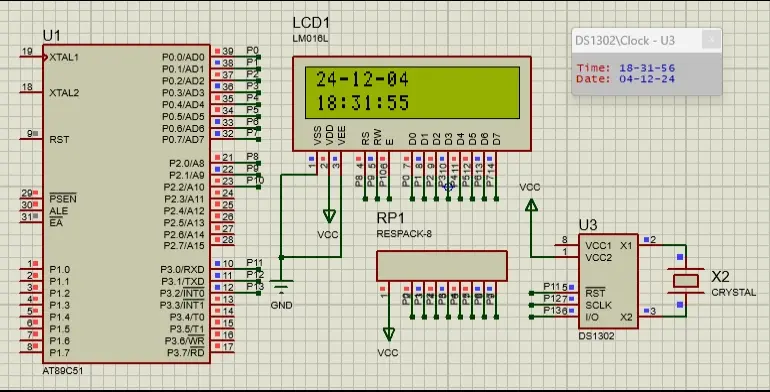 U1
19 XTAL1
18 XTAL2
9 RST
29 PSEN
30 ALE
31 EA
1 P1.0
2 P1.1
3 P1.2
4 P1.3
5 P1.4
6 P1.5
7 P1.6
8 P1.7
P0.0/AD0 39 P0
P0.1/AD1 38 P1
P0.2/AD2 37 P2
P0.3/AD3 36 P3
P0.4/AD4 35 P4
P0.5/AD5 34 P5
P0.6/AD6 33 P6
P0.7/AD7 32 P7
P2.0/A8 21 P8
P2.1/A9 22 P9
P2.2/A10 23 P10
P2.3/A11 24
P2.4/A12 25
P2.5/A13 26
P2.6/A14 27
P2.7/A15 28
P3.0/RXD 10 P11
P3.1/TXD 11 P12
P3.2/INT0 12 P13
P3.3/INT1 13
P3.4/T0 14
P3.5/T1 15
P3.6/WR 16
P3.7/RD 17
AT89C51
LCD1
LM016L
24-12-04
18:31:55
VSS VDD VEE RS RW E D0 D1 D2 D3 D4 D5 D6 D7
1 2 3 4 5 6 7 8 9 10 11 12 13 14
P8 P9 P10 P0 P1 P2 P3 P4 P5 P6 P7
VCC
GND
RP1
RESPACK-8
1
VCC
DS1302\Clock - U3
Time: 18-31-56
Date: 04-12-24
VCC
U3
8 VCC1 X1 2
1 VCC2
P11 5 RST
P12 7 SCLK
P13 6 I/O X2 3
DS1302
X2
CRYSTAL